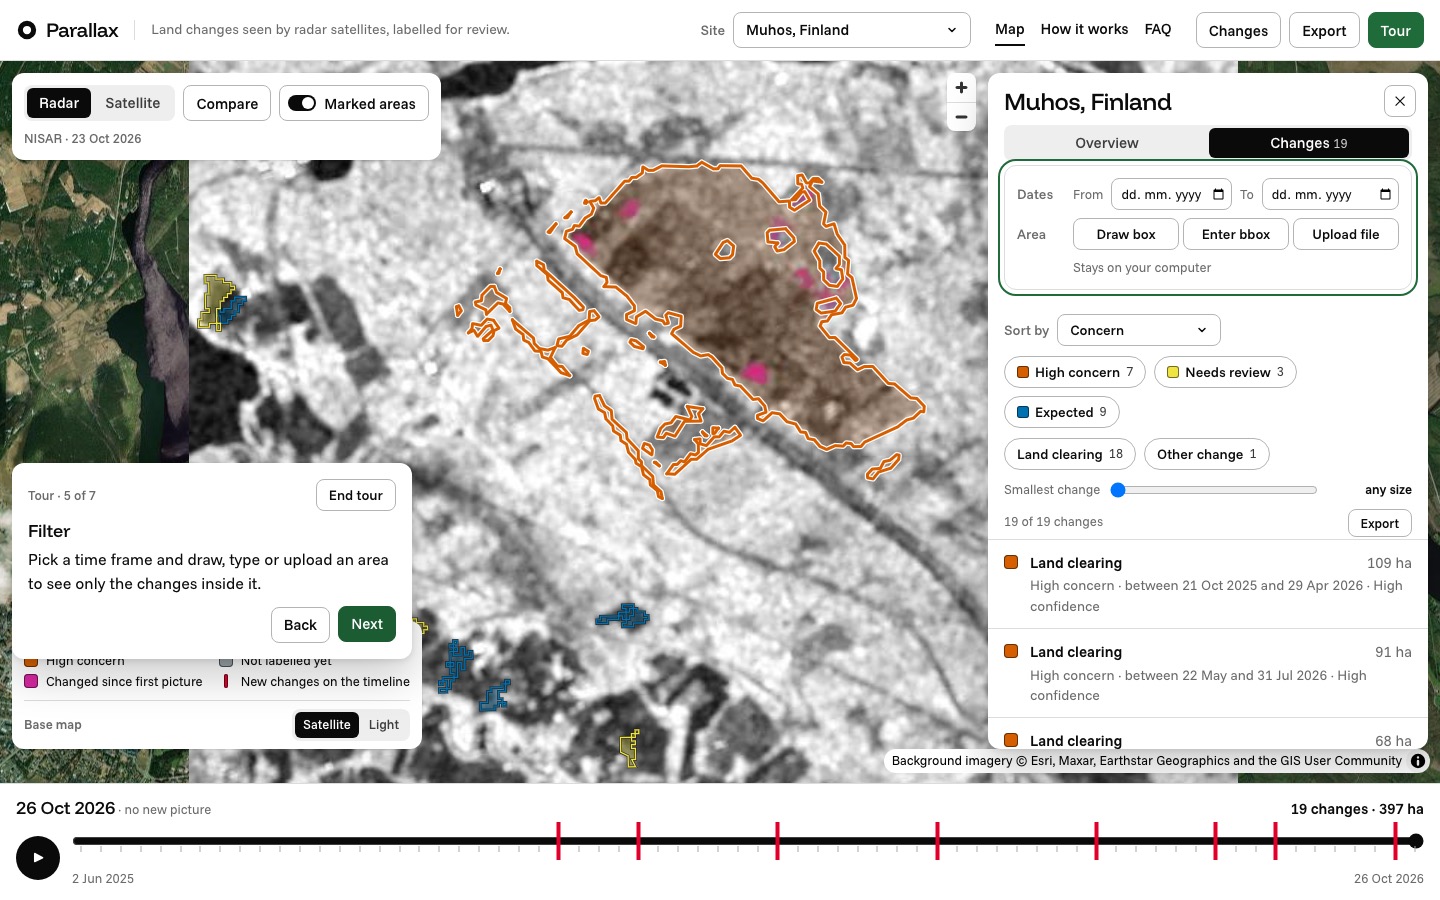 Parallax
Land changes seen by radar satellites, labelled for review.
Site
Muhos, Finland
Map
How it works
FAQ
Changes
Export
Tour
Radar
Satellite
Compare
Marked areas
NISAR · 23 Oct 2026
Muhos, Finland
Overview
Changes 19
Dates
From
dd. mm. yyyy
To
dd. mm. yyyy
Area
Draw box
Enter bbox
Upload file
Stays on your computer
Sort by
Concern
High concern 7
Needs review 3
Expected 9
Land clearing 18
Other change 1
Smallest change
any size
19 of 19 changes
Export
Land clearing
109 ha
High concern · between 21 Oct 2025 and 29 Apr 2026 · High
confidence
Land clearing
91 ha
High concern · between 22 May and 31 Jul 2026 · High
confidence
Land clearing
68 ha
Tour · 5 of 7
End tour
Filter
Pick a time frame and draw, type or upload an area
to see only the changes inside it.
Back
Next
High concern
Not labelled yet
Changed since first picture
New changes on the timeline
Base map
Satellite
Light
Background imagery © Esri, Maxar, Earthstar Geographics and the GIS User Community
26 Oct 2026 · no new picture
19 changes · 397 ha
2 Jun 2025
26 Oct 2026